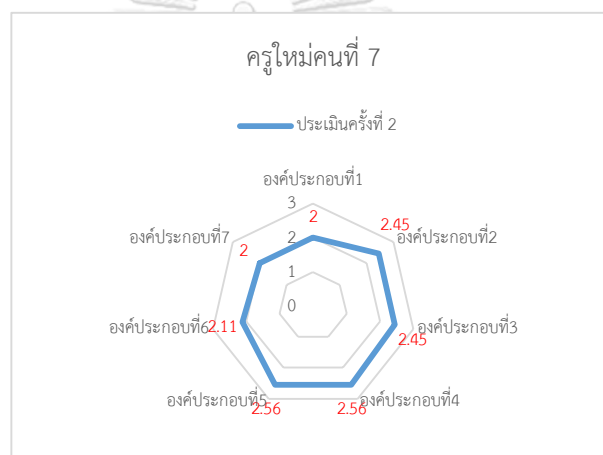 ครูใหม่คนที่ 7
ประเมินครั้งที่ 2
องค์ประกอบที่1
3
2
2.45
องค์ประกอบที่7
2
2
องค์ประกอบที่2
1
0
องค์ประกอบที่6
2.11
องค์ประกอบที่3
2.45
องค์ประกอบที่5
2.56
2.56
องค์ประกอบที่4